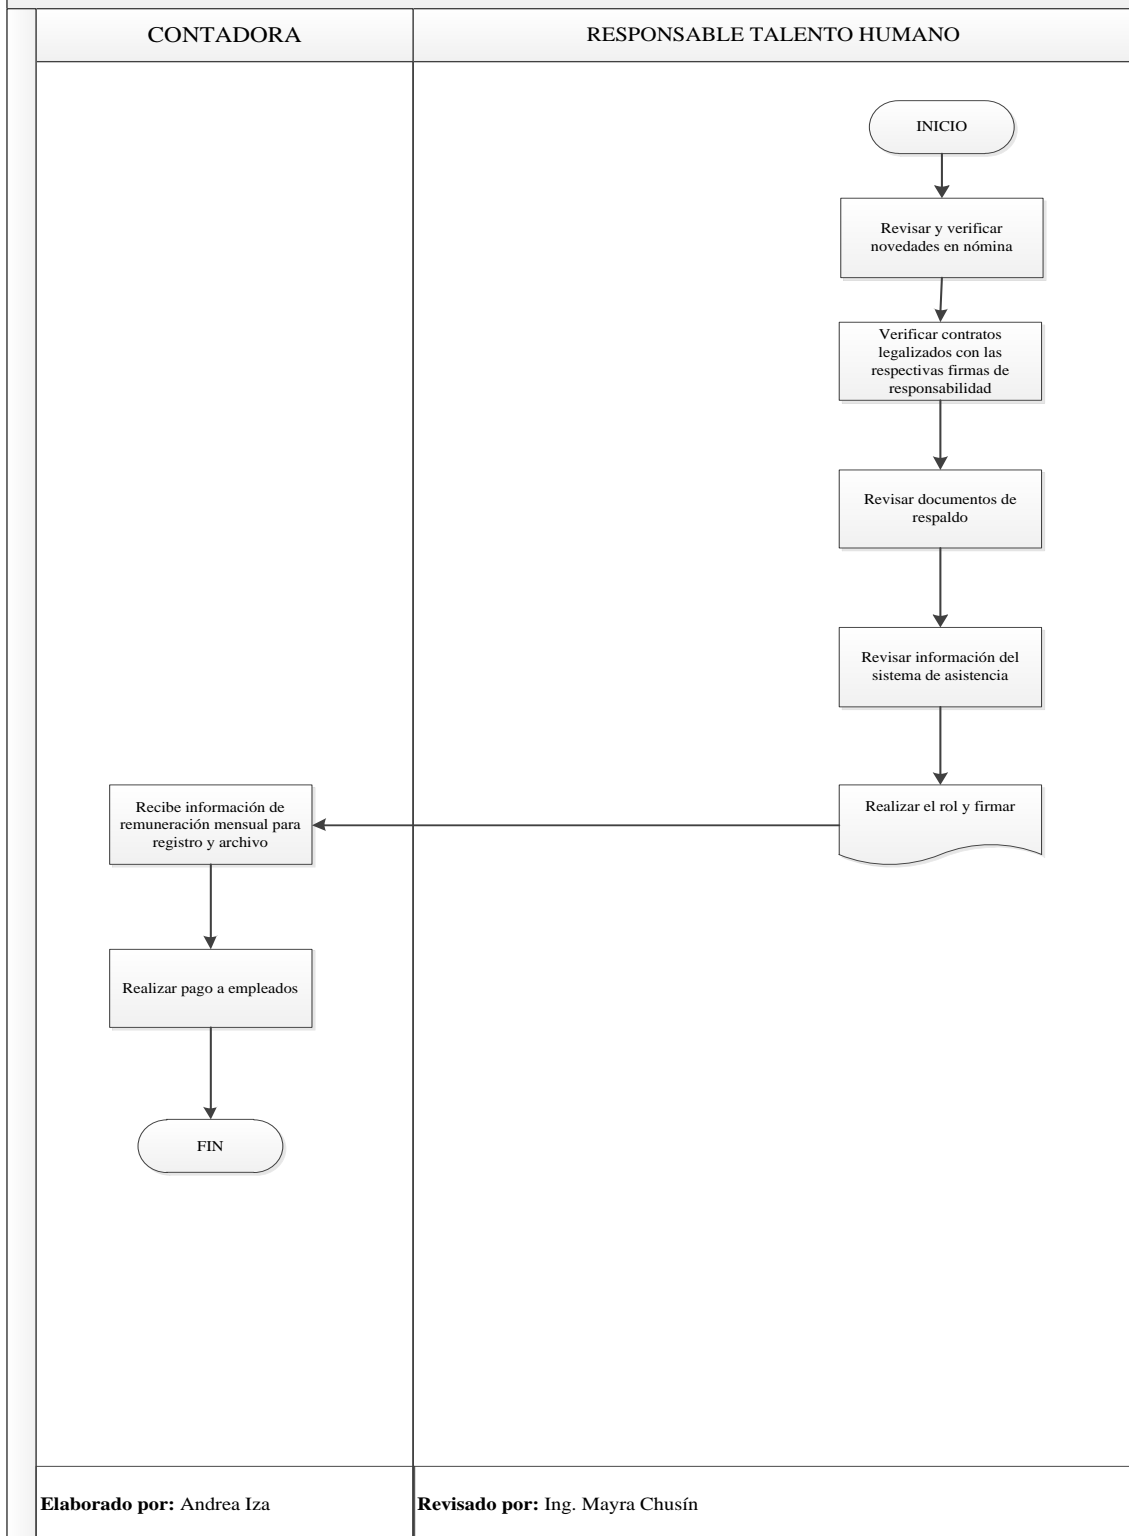 CONTADORA
RESPONSABLE TALENTO HUMANO
INICIO
Revisar y verificar
novedades en nómina
Verificar contratos
legalizados con las
respectivas firmas de
responsabilidad
Revisar documentos de
respaldo
Revisar información del
sistema de asistencia
Realizar el rol y firmar
Recibe información de
remuneración mensual para
registro y archivo
Realizar pago a empleados
FIN
Elaborado por: Andrea Iza
Revisado por: Ing. Mayra Chusín